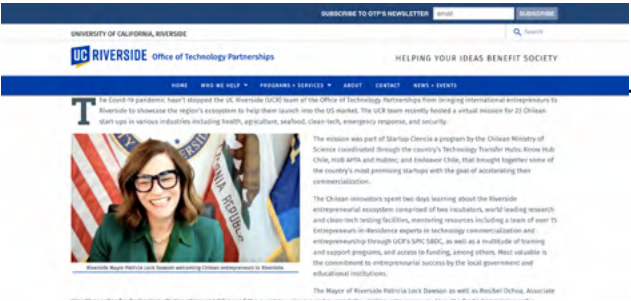 SUBSCRIBE TO OTP'S NEWSLETTER email SUBSCRIBE
UNIVERSITY OF CALIFORNIA, RIVERSIDE Search
UC RIVERSIDE Office of Technology Partnerships HELPING YOUR IDEAS BENEFIT SOCIETY
HOME WHO WE HELP PROGRAMS + SERVICES ABOUT CONTACT NEWS + EVENTS
The Covid-19 pandemic hasn't stopped the UC Riverside (UCR) team of the Office of Technology Partnerships from bringing international entrepreneurs to
Riverside to showcase the region's ecosystem to help them launch into the US market. The UCR team recently hosted a virtual mission for 23 Chilean
start-ups in various industries including health, agriculture, seafood, clean-tech, emergency response, and security.
The mission was part of Startup Ciencia a program by the Chilean Ministry of
Science coordinated through the country's Technology Transfer Hubs: Know Hub
Chile, HUB APTA and Hubtec; and Endeavor Chile, that brought together some of
the country's most promising startups with the goal of accelerating their
commercialization.
The Chilean innovators spent two days learning about the Riverside
entrepreneurial ecosystem comprised of two incubators, world leading research
and clean-tech testing facilities, mentoring resources including a team of over 15
Entrepreneurs-in-Residence experts in technology commercialization and
entrepreneurship through UCR's EPIC SBDC, as well as a multitude of training
and support programs, and access to funding, among others. Most valuable is
the commitment to entrepreneurial success by the local government and
educational institutions.
Riverside Mayor Patricia Lock Dawson welcoming Chilean entrepreneurs to Riverside
The Mayor of Riverside Patricia Lock Dawson as well as Rosibel Ochoa, Associate